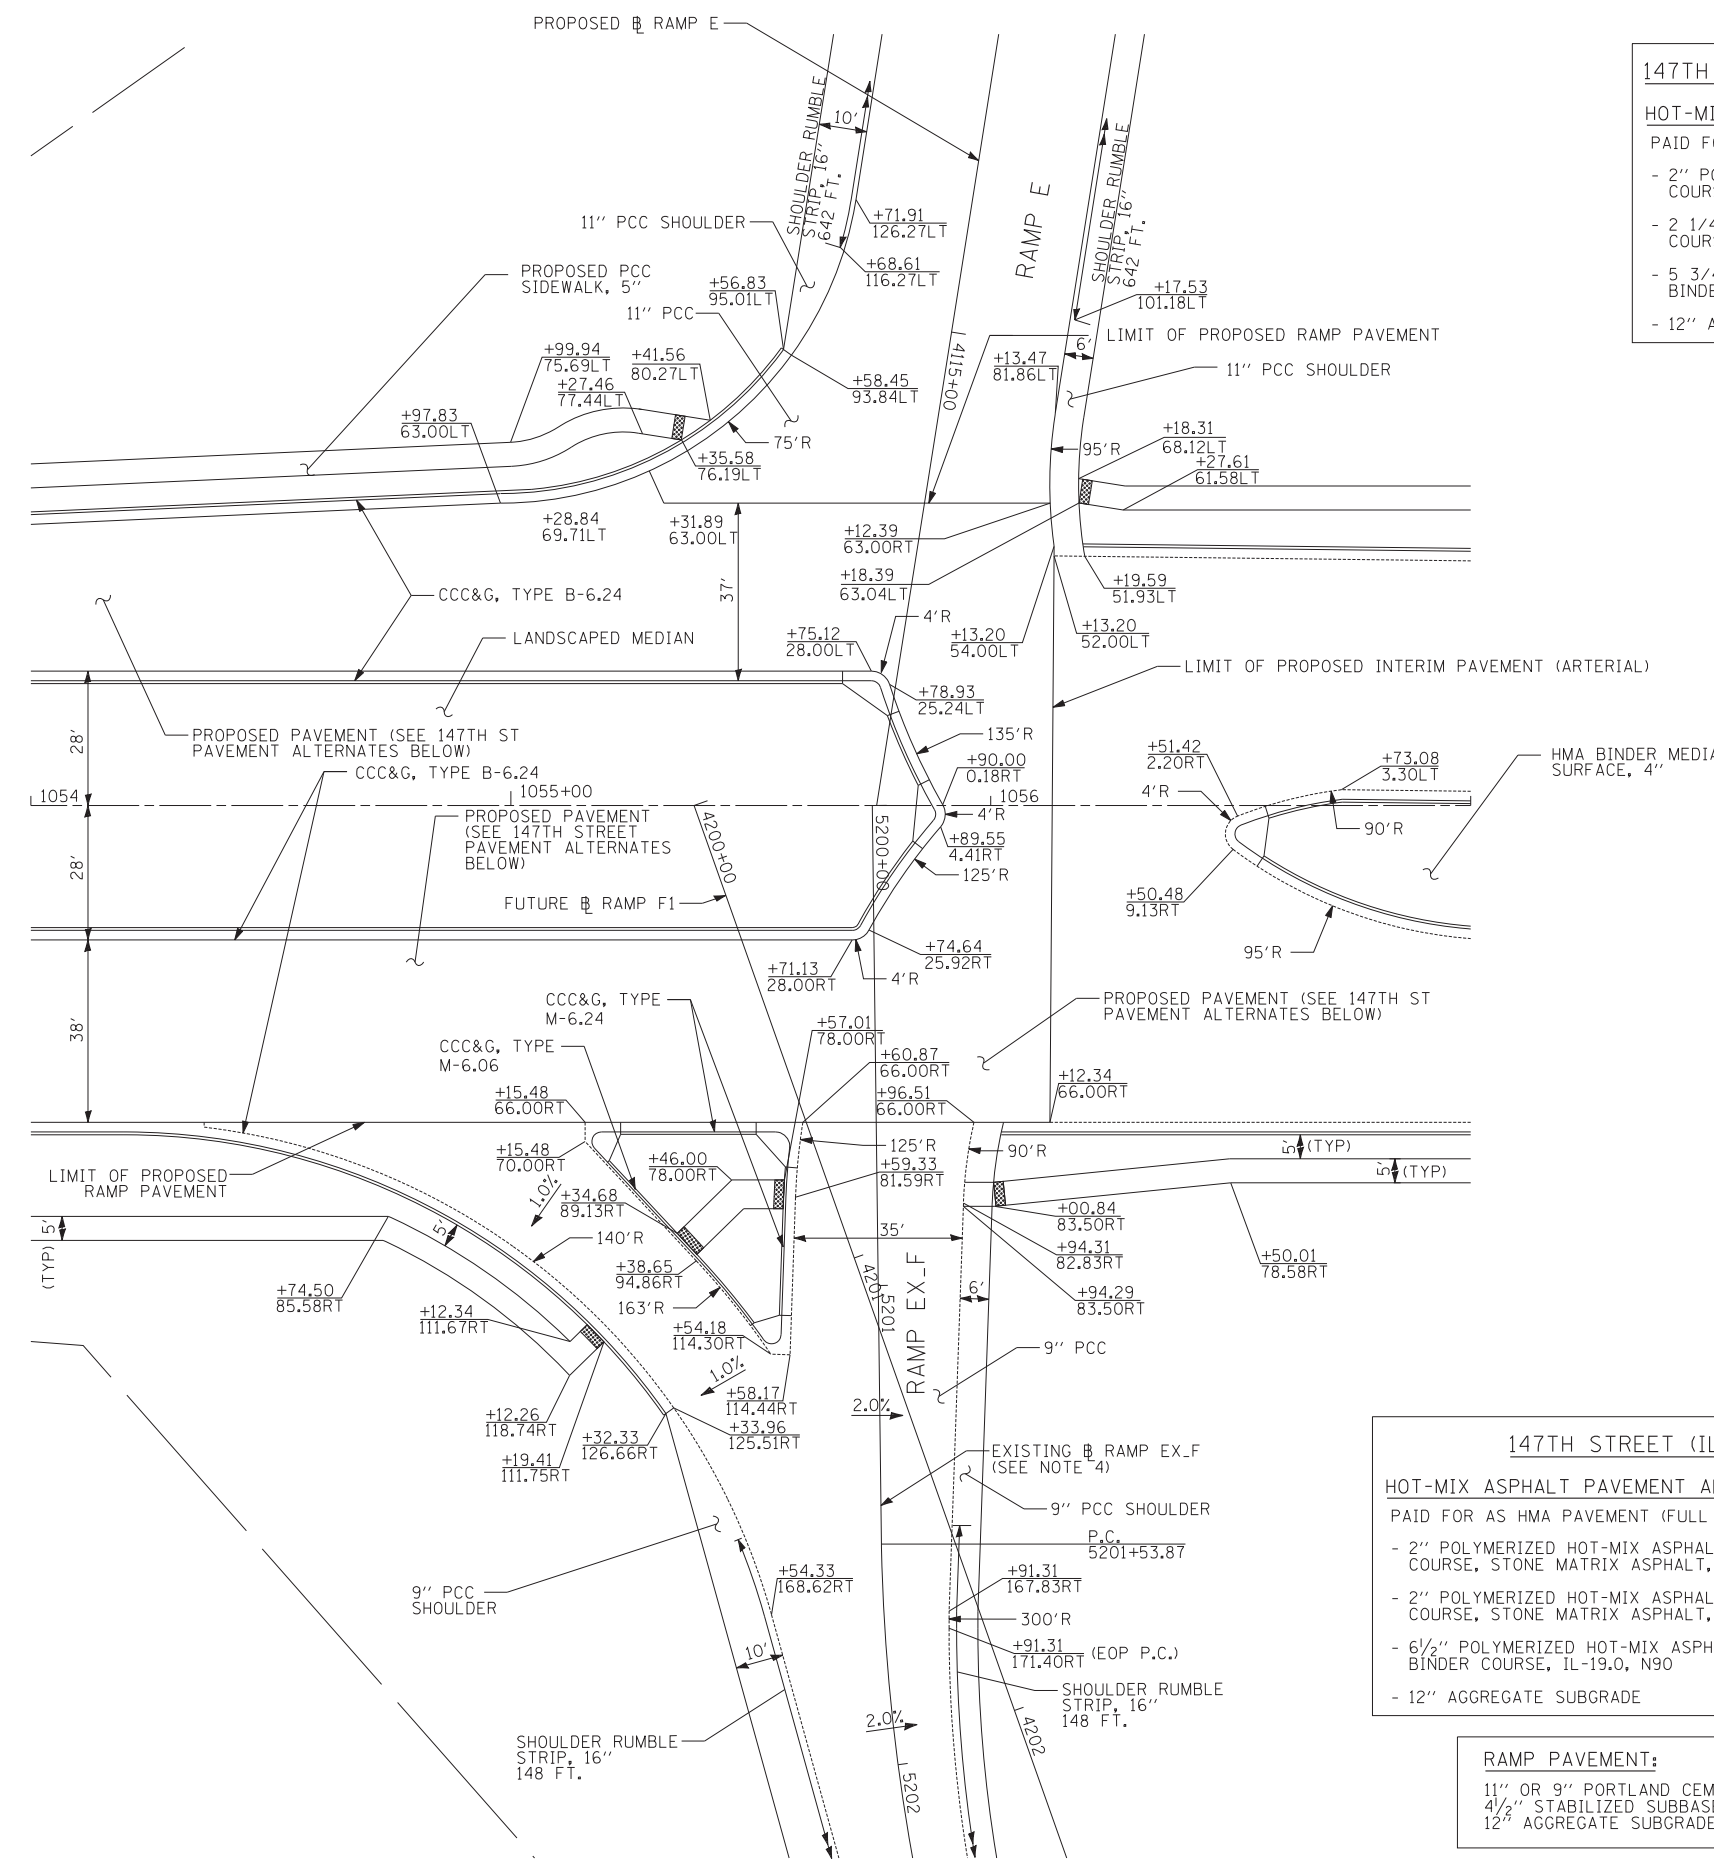 PROPOSED ⅊ RAMP E
147TH
HOT-MI
PAID F
- 2" PO
COUR
- 2 1/4
COUR
- 5 3/4
BINDE
- 12" A
SHOULDER RUMBLE
STRIP, 16"
642 FT.
10'
SHOULDER RUMBLE
STRIP, 16"
642 FT.
RAMP E
11" PCC SHOULDER
+71.91
126.27LT
+68.61
116.27LT
PROPOSED PCC
SIDEWALK, 5"
+56.83
95.01LT
11" PCC
+17.53
101.18LT
LIMIT OF PROPOSED RAMP PAVEMENT
4115+00
6'
+99.94
75.69LT
+41.56
80.27LT
+27.46
77.44LT
+58.45
93.84LT
+13.47
81.86LT
11" PCC SHOULDER
+97.83
63.00LT
75'R
95'R
+18.31
68.12LT
+35.58
76.19LT
+27.61
61.58LT
+28.84
69.71LT
+31.89
63.00LT
+12.39
63.00RT
+18.39
63.04LT
+19.59
51.93LT
37'
CCC&G, TYPE B-6.24
4'R
LANDSCAPED MEDIAN
+75.12
28.00LT
+13.20
54.00LT
+13.20
52.00LT
LIMIT OF PROPOSED INTERIM PAVEMENT (ARTERIAL)
+78.93
25.24LT
28'
PROPOSED PAVEMENT (SEE 147TH ST
PAVEMENT ALTERNATES BELOW)
135'R
+90.00
0.18RT
+51.42
2.20RT
+73.08
3.30LT
HMA BINDER MEDIA
SURFACE, 4"
CCC&G, TYPE B-6.24
1054
1055+00
1056
4'R
4'R
90'R
PROPOSED PAVEMENT
(SEE 147TH STREET
PAVEMENT ALTERNATES
BELOW)
4200+00
5200+00
+89.55
4.41RT
28'
125'R
FUTURE ⅊ RAMP F1
+50.48
9.13RT
95'R
+74.64
25.92RT
+71.13
28.00RT
4'R
38'
CCC&G, TYPE
M-6.24
PROPOSED PAVEMENT (SEE 147TH ST
PAVEMENT ALTERNATES BELOW)
+57.01
78.00RT
CCC&G, TYPE
M-6.06
+60.87
66.00RT
+15.48
66.00RT
+96.51
66.00RT
+12.34
66.00RT
+15.48
70.00RT
125'R
90'R
5' (TYP)
5' (TYP)
LIMIT OF PROPOSED
RAMP PAVEMENT
+46.00
78.00RT
+59.33
81.59RT
1.0%
+34.68
89.13RT
+00.84
83.50RT
5'
(TYP)
5'
140'R
35'
+94.31
82.83RT
+50.01
78.58RT
+38.65
94.86RT
4201
5201
RAMP EX_F
6'
+74.50
85.58RT
163'R
+94.29
83.50RT
+12.34
111.67RT
+54.18
114.30RT
9" PCC
1.0%
+58.17
114.44RT
2.0%
+12.26
118.74RT
+33.96
125.51RT
+32.33
126.66RT
+19.41
111.75RT
EXISTING ⅊ RAMP EX_F
(SEE NOTE 4)
9" PCC SHOULDER
P.C.
5201+53.87
147TH STREET (IL
HOT-MIX ASPHALT PAVEMENT A
PAID FOR AS HMA PAVEMENT (FULL
- 2" POLYMERIZED HOT-MIX ASPHAL
COURSE, STONE MATRIX ASPHALT,
- 2" POLYMERIZED HOT-MIX ASPHAL
COURSE, STONE MATRIX ASPHALT,
- 6 1/2" POLYMERIZED HOT-MIX ASPH
BINDER COURSE, IL-19.0, N90
- 12" AGGREGATE SUBGRADE
9" PCC
SHOULDER
+54.33
168.62RT
+91.31
167.83RT
300'R
+91.31
171.40RT (EOP P.C.)
10'
SHOULDER RUMBLE
STRIP, 16"
148 FT.
2.0%
4202
SHOULDER RUMBLE
STRIP, 16"
148 FT.
5202
RAMP PAVEMENT:
11" OR 9" PORTLAND CEM
4 1/2" STABILIZED SUBBAS
12" AGGREGATE SUBGRADE